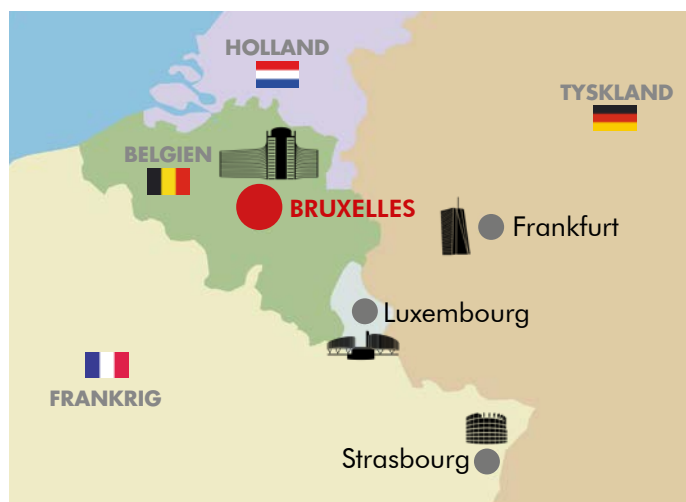 HOLLAND
TYSKLAND
BELGIEN
BRUXELLES
Frankfurt
Luxembourg
FRANKRIG
Strasbourg